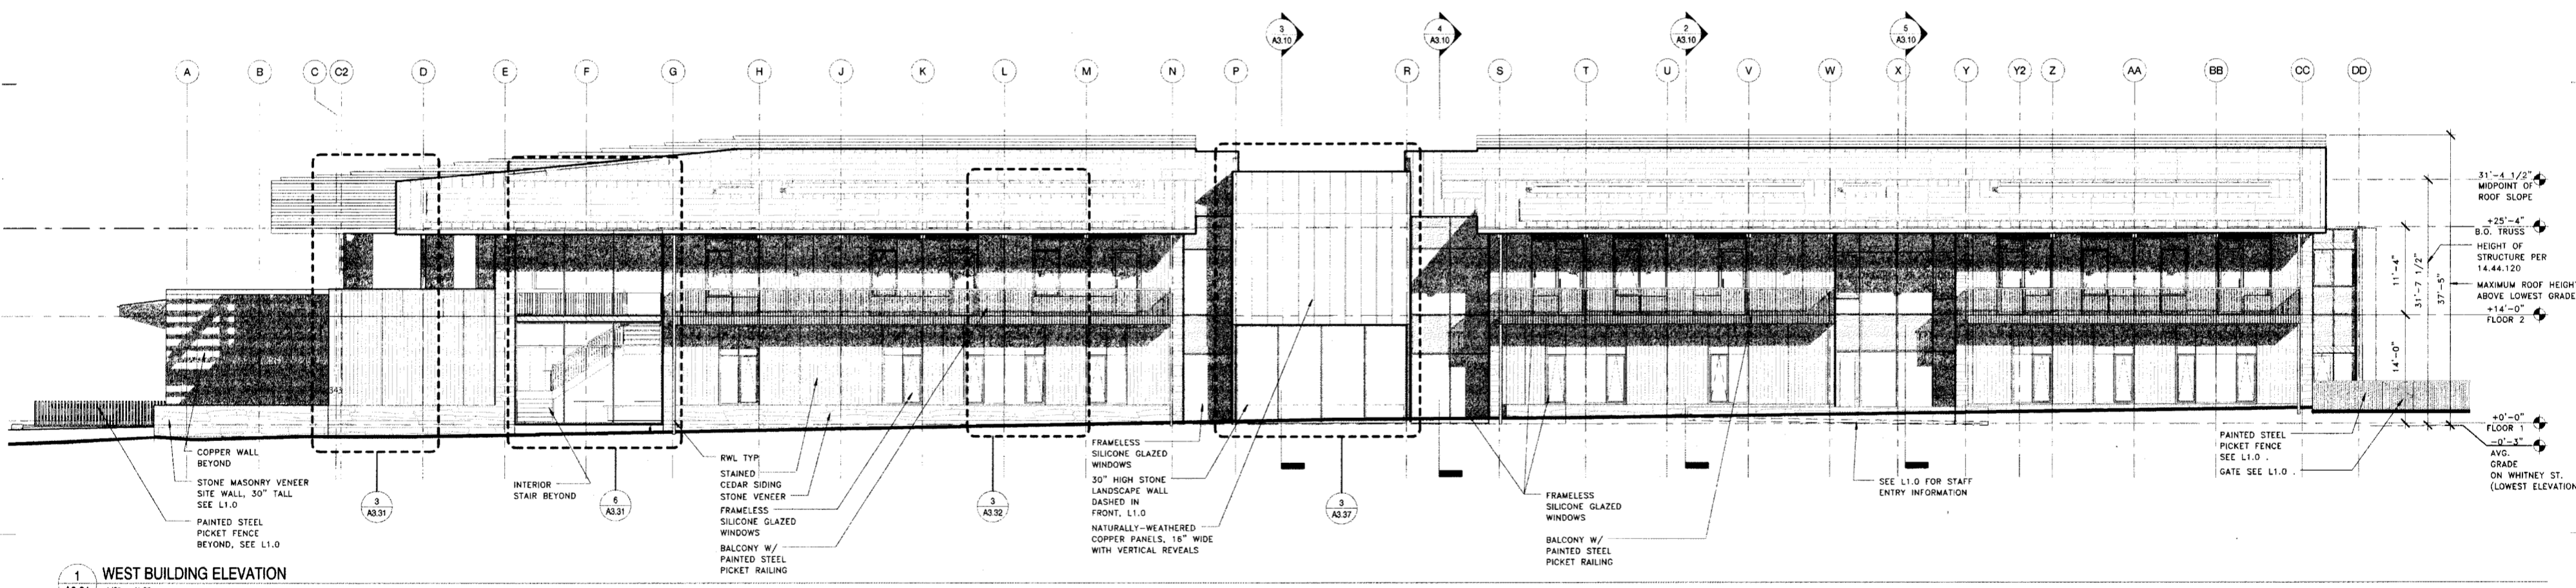 3
A3.10
4
A3.10
2
A3.10
5
A3.10
A
B
C
C2
D
E
F
G
H
J
K
L
M
N
P
R
S
T
U
V
W
X
Y
Y2
Z
AA
BB
CC
DD
31'-4 1/2"
MIDPOINT OF
ROOF SLOPE
+25'-4"
B.O. TRUSS
HEIGHT OF
STRUCTURE PER
14.44.120
MAXIMUM ROOF HEIGHT
ABOVE LOWEST GRADE
+14'-0"
FLOOR 2
11'-4"
31'-7 1/2"
37'-5"
14'-0"
+0'-0"
FLOOR 1
-0'-3"
AVG.
GRADE
ON WHITNEY ST.
(LOWEST ELEVATION
PAINTED STEEL
PICKET FENCE
SEE L1.0 .
GATE SEE L1.0 .
COPPER WALL
BEYOND
STONE MASONRY VENEER
SITE WALL, 30" TALL
SEE L1.0
PAINTED STEEL
PICKET FENCE
BEYOND, SEE L1.0
3
A3.31
INTERIOR
STAIR BEYOND
6
A3.31
RWL TYP
STAINED
CEDAR SIDING
STONE VENEER
FRAMELESS
SILICONE GLAZED
WINDOWS
BALCONY W/
PAINTED STEEL
PICKET RAILING
3
A3.32
FRAMELESS
SILICONE GLAZED
WINDOWS
30" HIGH STONE
LANDSCAPE WALL
DASHED IN
FRONT, L1.0
NATURALLY-WEATHERED
COPPER PANELS, 16" WIDE
WITH VERTICAL REVEALS
3
A3.37
FRAMELESS
SILICONE GLAZED
WINDOWS
BALCONY W/
PAINTED STEEL
PICKET RAILING
SEE L1.0 FOR STAFF
ENTRY INFORMATION
1
WEST BUILDING ELEVATION